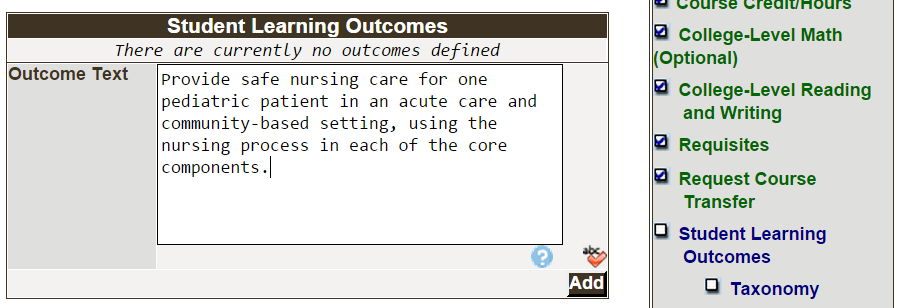 Student Learning Outcomes
There are currently no outcomes defined
Outcome Text
Provide safe nursing care for one
pediatric patient in an acute care and
community-based setting, using the
nursing process in each of the core
components.
?
abc
Add
Course Credit/Hours
College-Level Math
(Optional)
College-Level Reading
and Writing
Requisites
Request Course
Transfer
Student Learning
Outcomes
Taxonomy